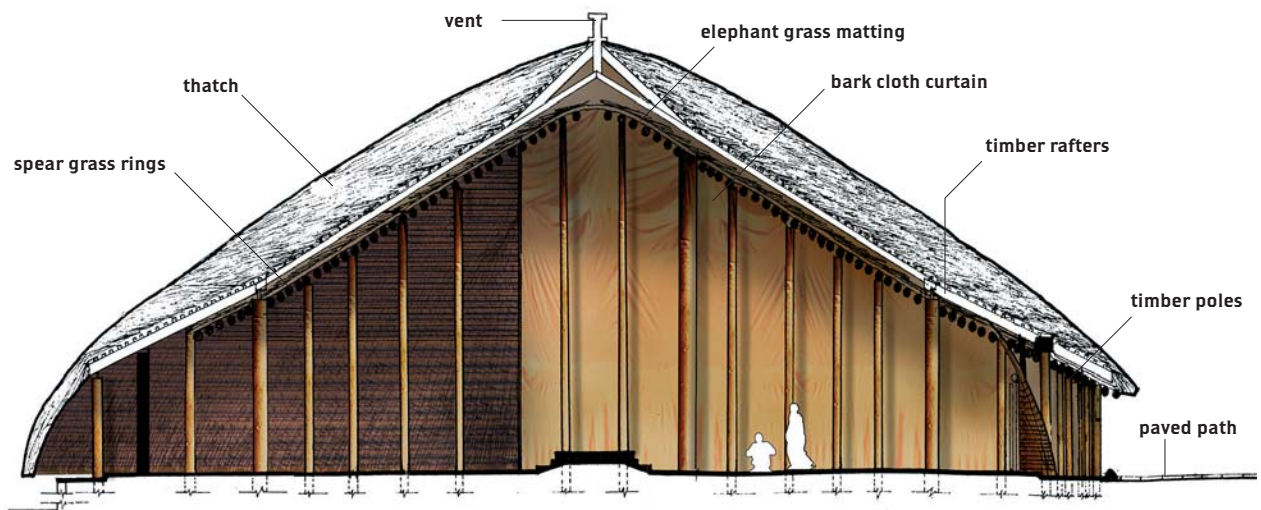 vent
elephant grass matting
thatch
bark cloth curtain
timber rafters
spear grass rings
timber poles
paved path